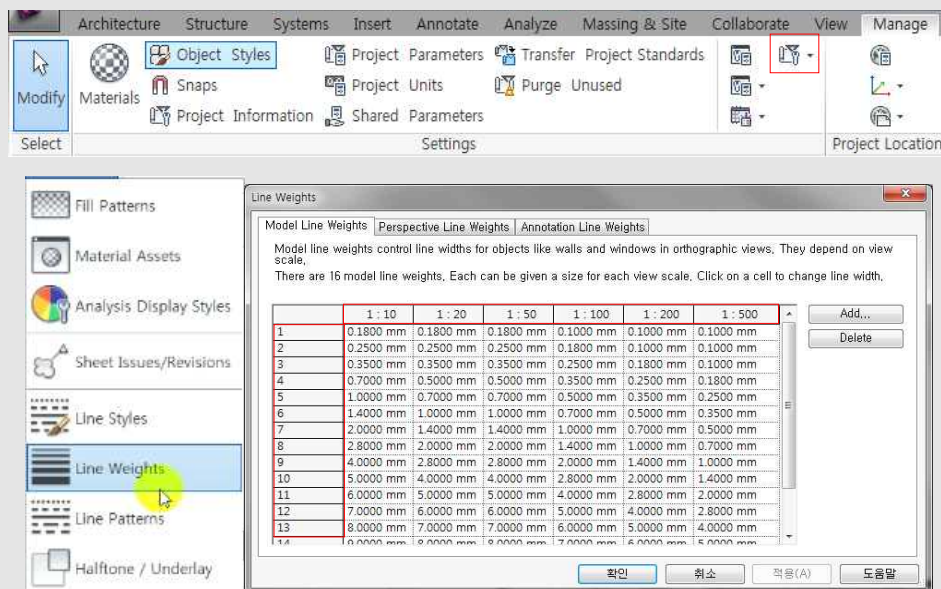 Architecture Structure Systems Insert Annotate Analyze Massing & Site Collaborate View Manage
Modify
Materials
Object Styles
Snaps
Project Information
Project Parameters
Project Units
Shared Parameters
Transfer Project Standards
Purge Unused
Select
Settings
Project Location
Fill Patterns
Material Assets
Analysis Display Styles
Sheet Issues/Revisions
Line Styles
Line Weights
Line Patterns
Halftone / Underlay
Line Weights
Model Line Weights Perspective Line Weights Annotation Line Weights
Model line weights control line widths for objects like walls and windows in orthographic views. They depend on view
scale.
There are 16 model line weights. Each can be given a size for each view scale. Click on a cell to change line width.
1 : 10 1 : 20 1 : 50 1 : 100 1 : 200 1 : 500
1 0.1800 mm 0.1800 mm 0.1800 mm 0.1000 mm 0.1000 mm 0.1000 mm
2 0.2500 mm 0.2500 mm 0.2500 mm 0.1800 mm 0.1000 mm 0.1000 mm
3 0.3500 mm 0.3500 mm 0.3500 mm 0.2500 mm 0.1800 mm 0.1000 mm
4 0.7000 mm 0.5000 mm 0.5000 mm 0.3500 mm 0.2500 mm 0.1800 mm
5 1.0000 mm 0.7000 mm 0.7000 mm 0.5000 mm 0.3500 mm 0.2500 mm
6 1.4000 mm 1.0000 mm 1.0000 mm 0.7000 mm 0.5000 mm 0.3500 mm
7 2.0000 mm 1.4000 mm 1.4000 mm 1.0000 mm 0.7000 mm 0.5000 mm
8 2.8000 mm 2.0000 mm 2.0000 mm 1.4000 mm 1.0000 mm 0.7000 mm
9 4.0000 mm 2.8000 mm 2.8000 mm 2.0000 mm 1.4000 mm 1.0000 mm
10 5.0000 mm 4.0000 mm 4.0000 mm 2.8000 mm 2.0000 mm 1.4000 mm
11 6.0000 mm 5.0000 mm 5.0000 mm 4.0000 mm 2.8000 mm 2.0000 mm
12 7.0000 mm 6.0000 mm 6.0000 mm 5.0000 mm 4.0000 mm 2.8000 mm
13 8.0000 mm 7.0000 mm 7.0000 mm 6.0000 mm 5.0000 mm 4.0000 mm
14 9.0000 mm 8.0000 mm 8.0000 mm 7.0000 mm 6.0000 mm 5.0000 mm
Add...
Delete
확인 취소 적용(A) 도움말